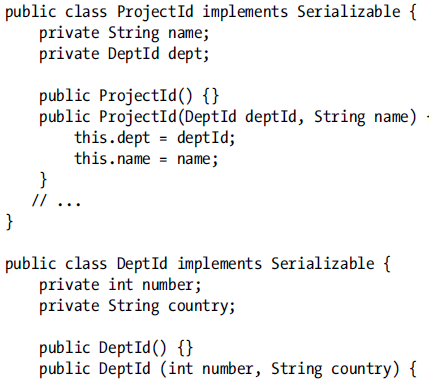 public class ProjectId implements Serializable {
    private String name;
    private DeptId dept;

    public ProjectId() {}
    public ProjectId(DeptId deptId, String name) {
        this.dept = deptId;
        this.name = name;
    }
    // ...
}

public class DeptId implements Serializable {
    private int number;
    private String country;

    public DeptId() {}
    public DeptId (int number, String country) {